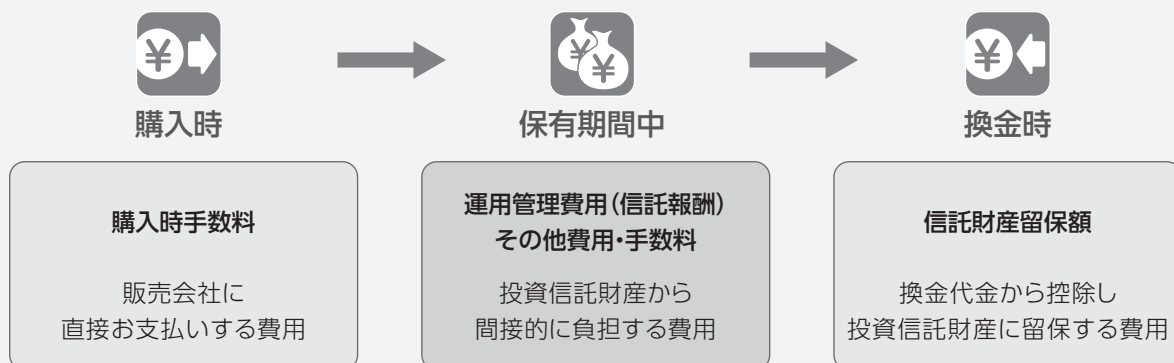 ¥
¥
¥
¥
購入時
保有期間中
換金時
購入時手数料
販売会社に
直接お支払いする費用
運用管理費用(信託報酬)
その他費用・手数料
投資信託財産から
間接的に負担する費用
信託財産留保額
換金代金から控除し
投資信託財産に留保する費用